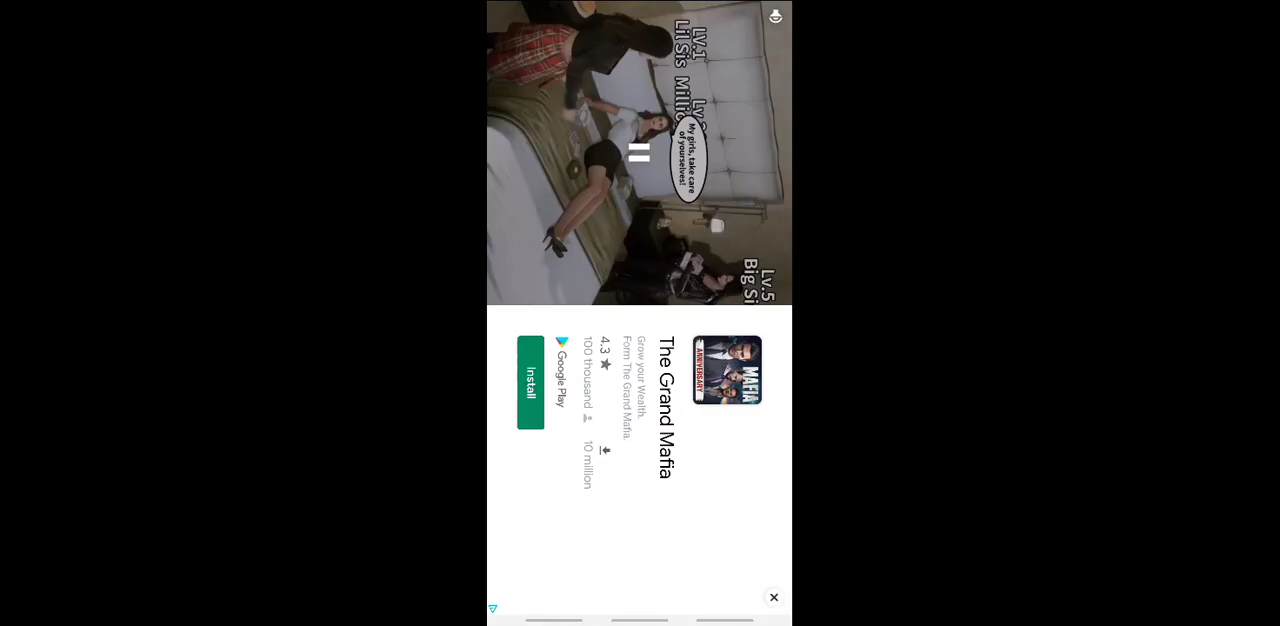 LV.1
Lil Sis
My girls, take care
of yourselves!
Lv.5
Big Si
MAFIA
ANNIVERSARY
The Grand Mafia
Grow your Wealth.
Form The Grand Mafia.
4.3 ★
100 thousand
10 million
Google Play
Install